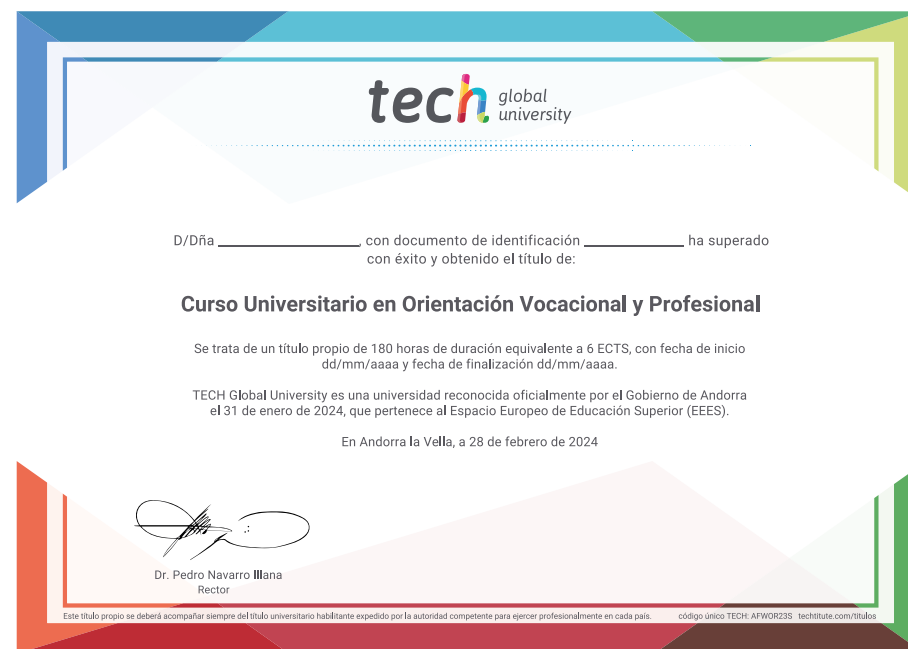 tech global university
D/Dña ____________________, con documento de identificación ______________ ha superado
con éxito y obtenido el título de:
Curso Universitario en Orientación Vocacional y Profesional
Se trata de un título propio de 180 horas de duración equivalente a 6 ECTS, con fecha de inicio
dd/mm/aaaa y fecha de finalización dd/mm/aaaa.
TECH Global University es una universidad reconocida oficialmente por el Gobierno de Andorra
el 31 de enero de 2024, que pertenece al Espacio Europeo de Educación Superior (EEES).
En Andorra la Vella, a 28 de febrero de 2024
Dr. Pedro Navarro Illana
Rector
Este título propio se deberá acompañar siempre del título universitario habilitante expedido por la autoridad competente para ejercer profesionalmente en cada país. código único TECH: AFWOR23S techtitute.com/titulos